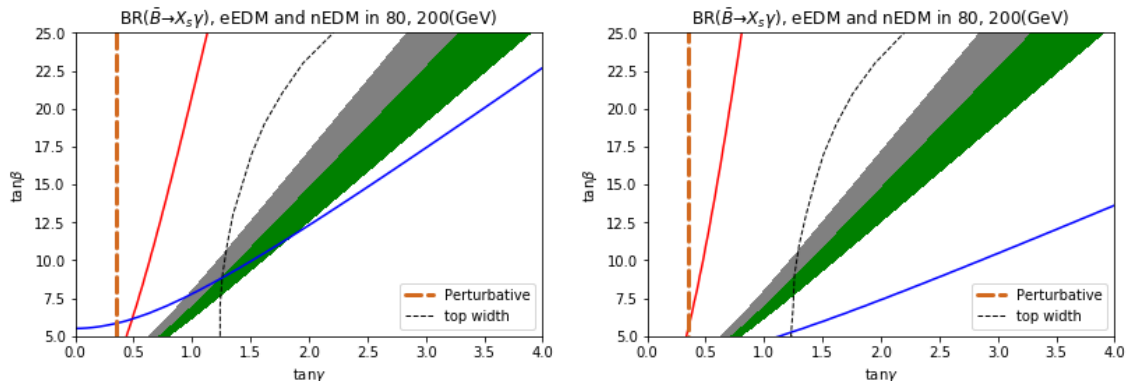 BR(B̄→Xₛγ), eEDM and nEDM in 80, 200(GeV)
25.0
22.5
20.0
17.5
15.0
12.5
10.0
7.5
5.0
tanβ
0.0 0.5 1.0 1.5 2.0 2.5 3.0 3.5 4.0
tanγ
Perturbative
top width
BR(B̄→Xₛγ), eEDM and nEDM in 80, 200(GeV)
25.0
22.5
20.0
17.5
15.0
12.5
10.0
7.5
5.0
tanβ
0.0 0.5 1.0 1.5 2.0 2.5 3.0 3.5 4.0
tanγ
Perturbative
top width